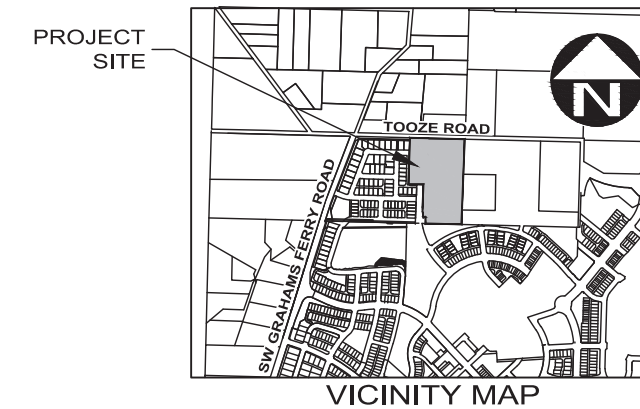 PROJECT
SITE
N
TOOZE ROAD
SW GRAHAMS FERRY ROAD
VICINITY MAP